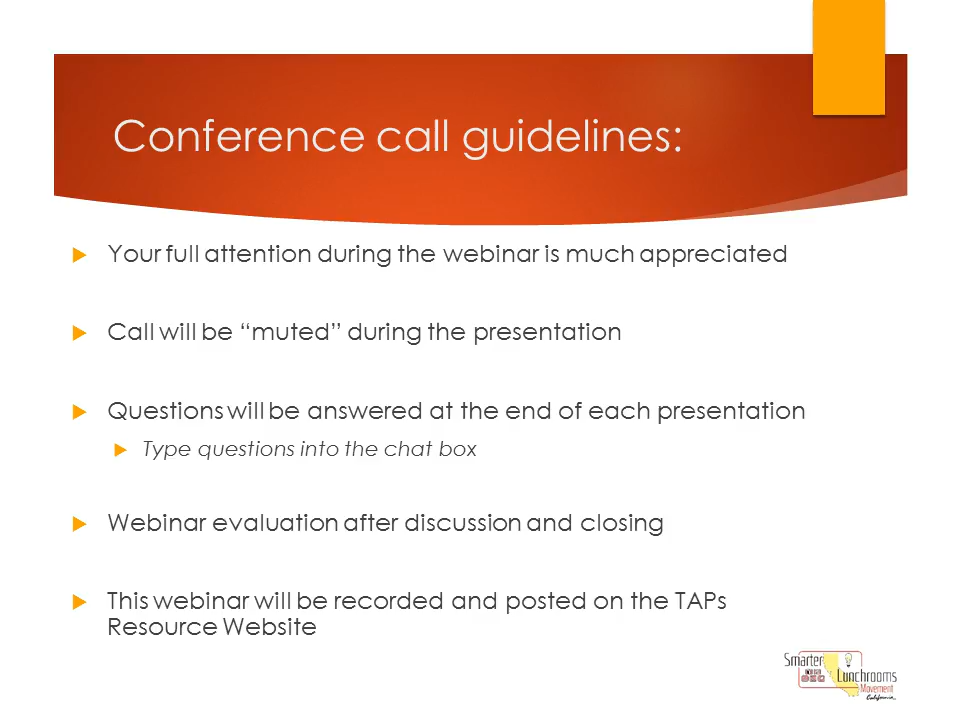 Conference call guidelines:
Your full attention during the webinar is much appreciated
Call will be “muted” during the presentation
Questions will be answered at the end of each presentation
Type questions into the chat box
Webinar evaluation after discussion and closing
This webinar will be recorded and posted on the TAPs
Resource Website
Smarter
Lunchrooms
Movement
California